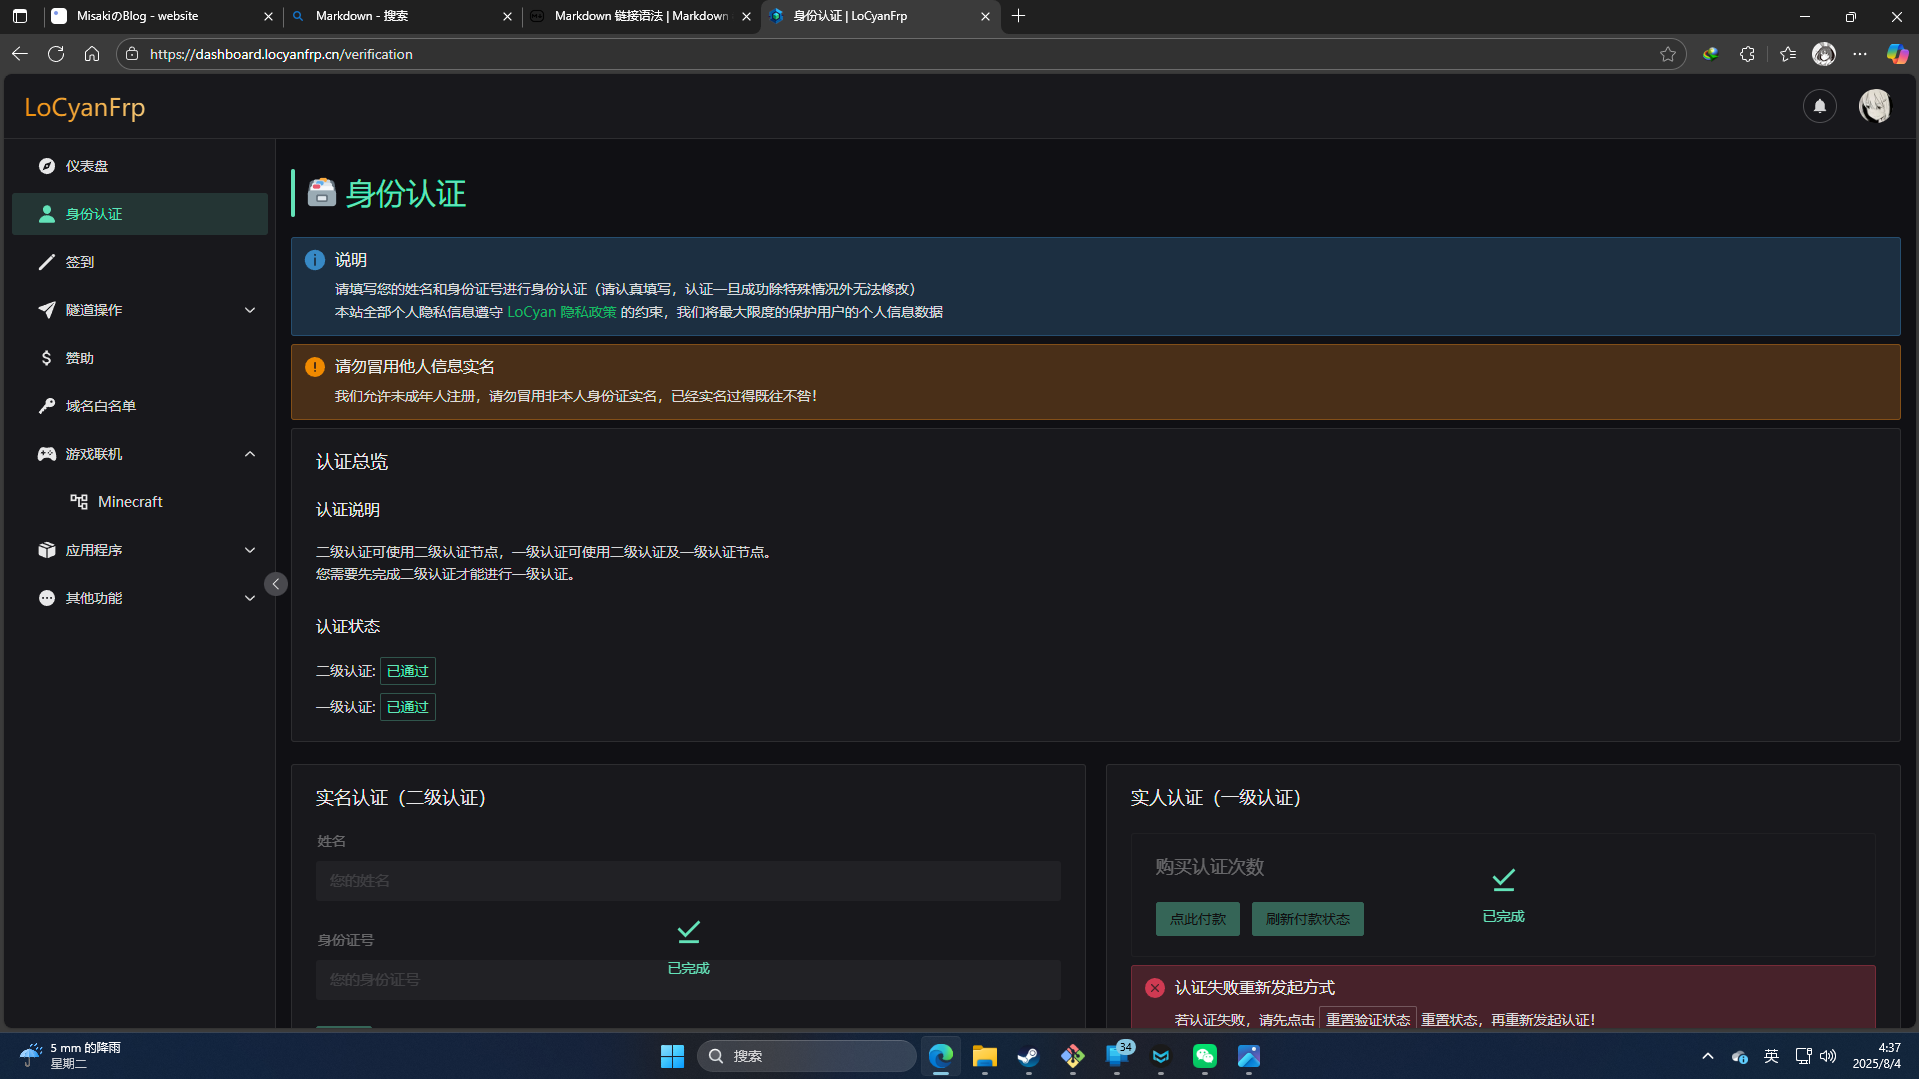 MisakiのBlog - website
Markdown - 搜索
Markdown 链接语法 | Markdown
身份认证 | LoCyanFrp
https://dashboard.locyanfrp.cn/verification
LoCyanFrp
仪表盘
身份认证
签到
隧道操作
赞助
域名白名单
游戏联机
Minecraft
应用程序
其他功能
身份认证
说明
请填写您的姓名和身份证号进行身份认证（请认真填写，认证一旦成功除特殊情况外无法修改）
本站全部个人隐私信息遵守 LoCyan 隐私政策 的约束，我们将最大限度的保护用户的个人信息数据
请勿冒用他人信息实名
我们允许未成年人注册，请勿冒用非本人身份证实名，已经实名过得既往不咎！
认证总览
认证说明
二级认证可使用二级认证节点，一级认证可使用二级认证及一级认证节点。
您需要先完成二级认证才能进行一级认证。
认证状态
二级认证: 已通过
一级认证: 已通过
实名认证（二级认证）
姓名
您的姓名
身份证号
您的身份证号
已完成
实人认证（一级认证）
购买认证次数
点此付款
刷新付款状态
已完成
认证失败重新发起方式
若认证失败，请先点击 重置验证状态 重置状态，再重新发起认证！
5 mm 的降雨
星期二
搜索
34
英
4:37
2025/8/4